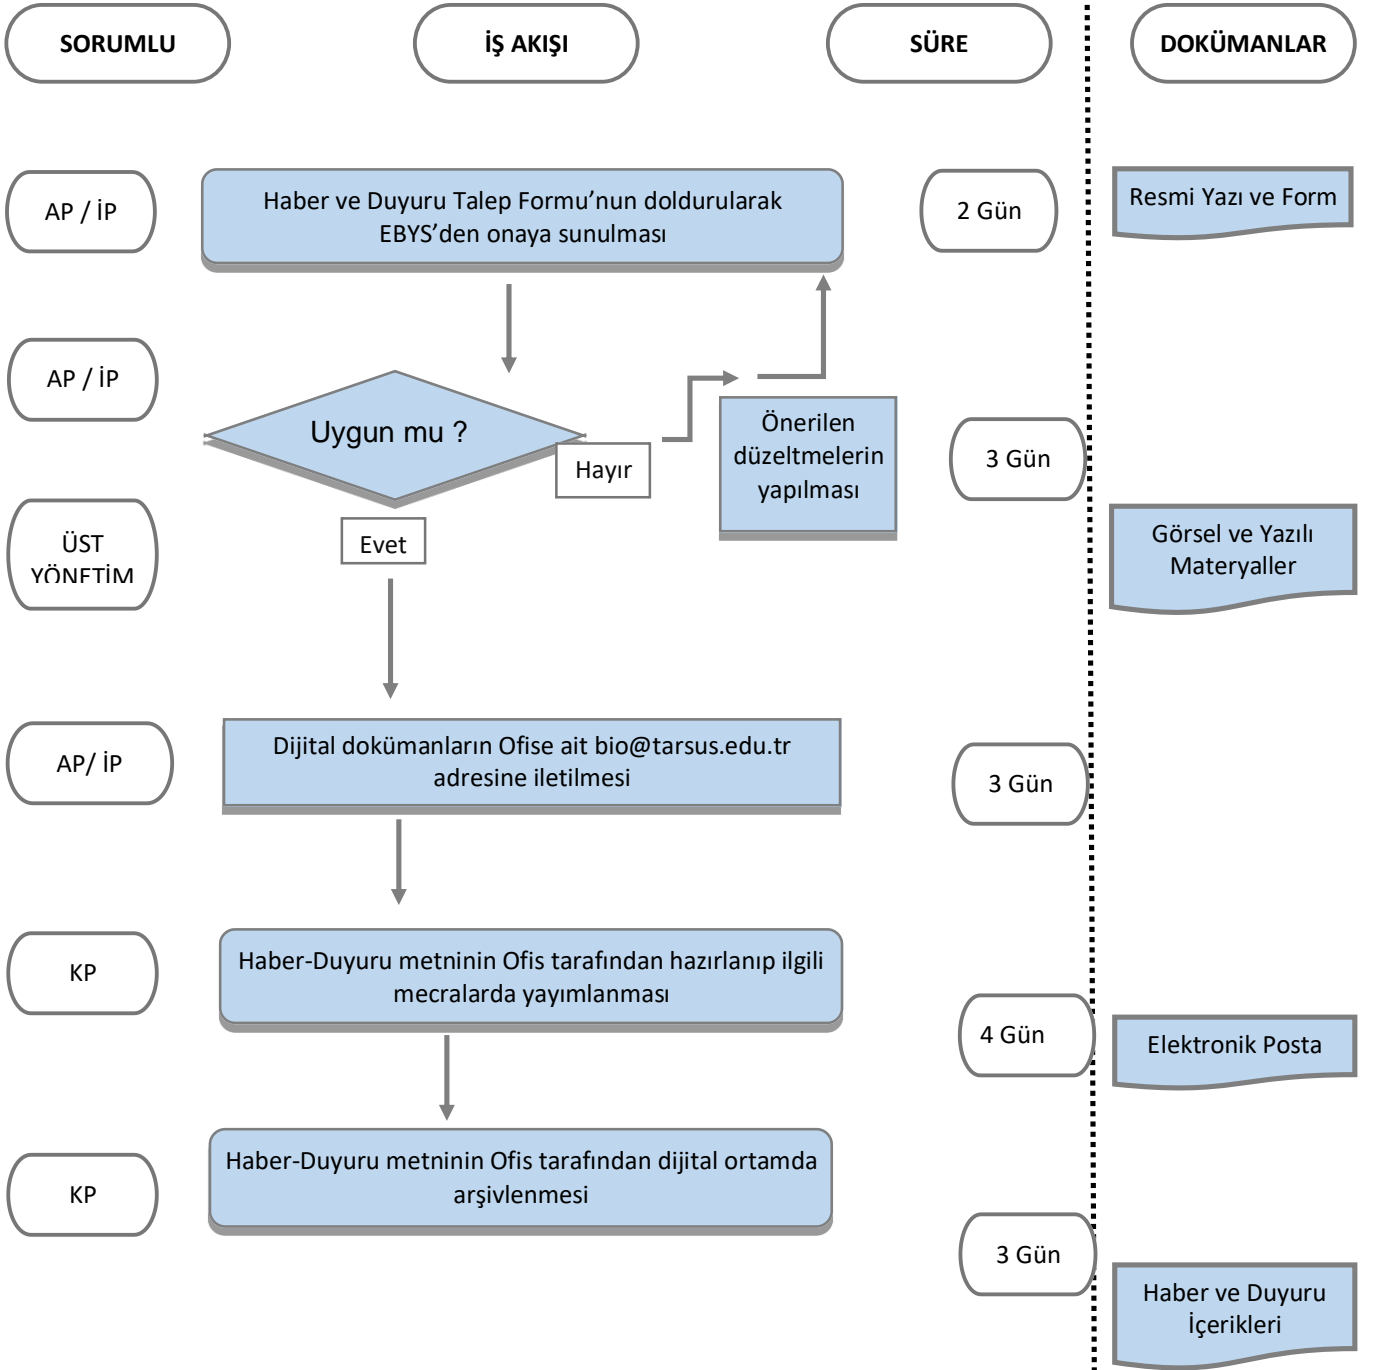 SORUMLU
İŞ AKIŞI
SÜRE
DOKÜMANLAR
AP / İP
Haber ve Duyuru Talep Formu’nun doldurularak
EBYS’den onaya sunulması
2 Gün
Resmi Yazı ve Form
AP / İP
Uygun mu ?
Hayır
Önerilen
düzeltmelerin
yapılması
3 Gün
ÜST
YÖNETİM
Evet
Görsel ve Yazılı
Materyaller
AP/ İP
Dijital dokümanların Ofise ait bio@tarsus.edu.tr
adresine iletilmesi
3 Gün
KP
Haber-Duyuru metninin Ofis tarafından hazırlanıp ilgili
mecralarda yayımlanması
4 Gün
Elektronik Posta
KP
Haber-Duyuru metninin Ofis tarafından dijital ortamda
arşivlenmesi
3 Gün
Haber ve Duyuru
İçerikleri